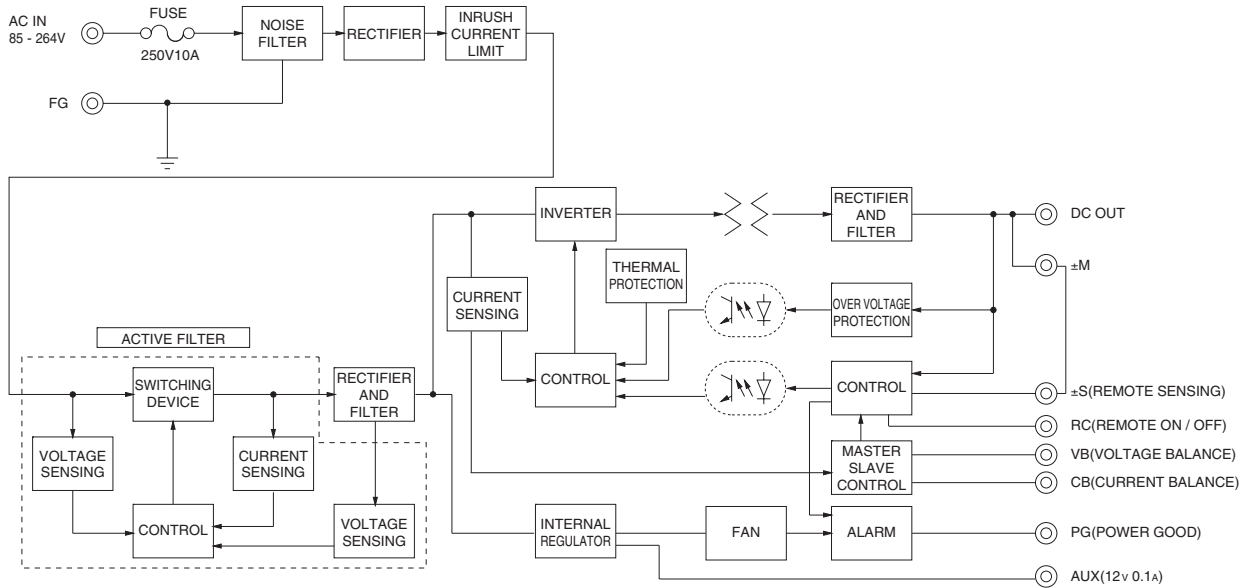 AC IN
85 - 264V
FUSE
250V10A
NOISE
FILTER
RECTIFIER
INRUSH
CURRENT
LIMIT
FG
INVERTER
RECTIFIER
AND
FILTER
DC OUT
±M
THERMAL
PROTECTION
CURRENT
SENSING
OVER VOLTAGE
PROTECTION
CONTROL
CONTROL
±S(REMOTE SENSING)
RC(REMOTE ON / OFF)
MASTER
SLAVE
CONTROL
VB(VOLTAGE BALANCE)
CB(CURRENT BALANCE)
ACTIVE FILTER
SWITCHING
DEVICE
RECTIFIER
AND
FILTER
VOLTAGE
SENSING
CURRENT
SENSING
CONTROL
VOLTAGE
SENSING
INTERNAL
REGULATOR
FAN
ALARM
PG(POWER GOOD)
AUX(12V 0.1A)